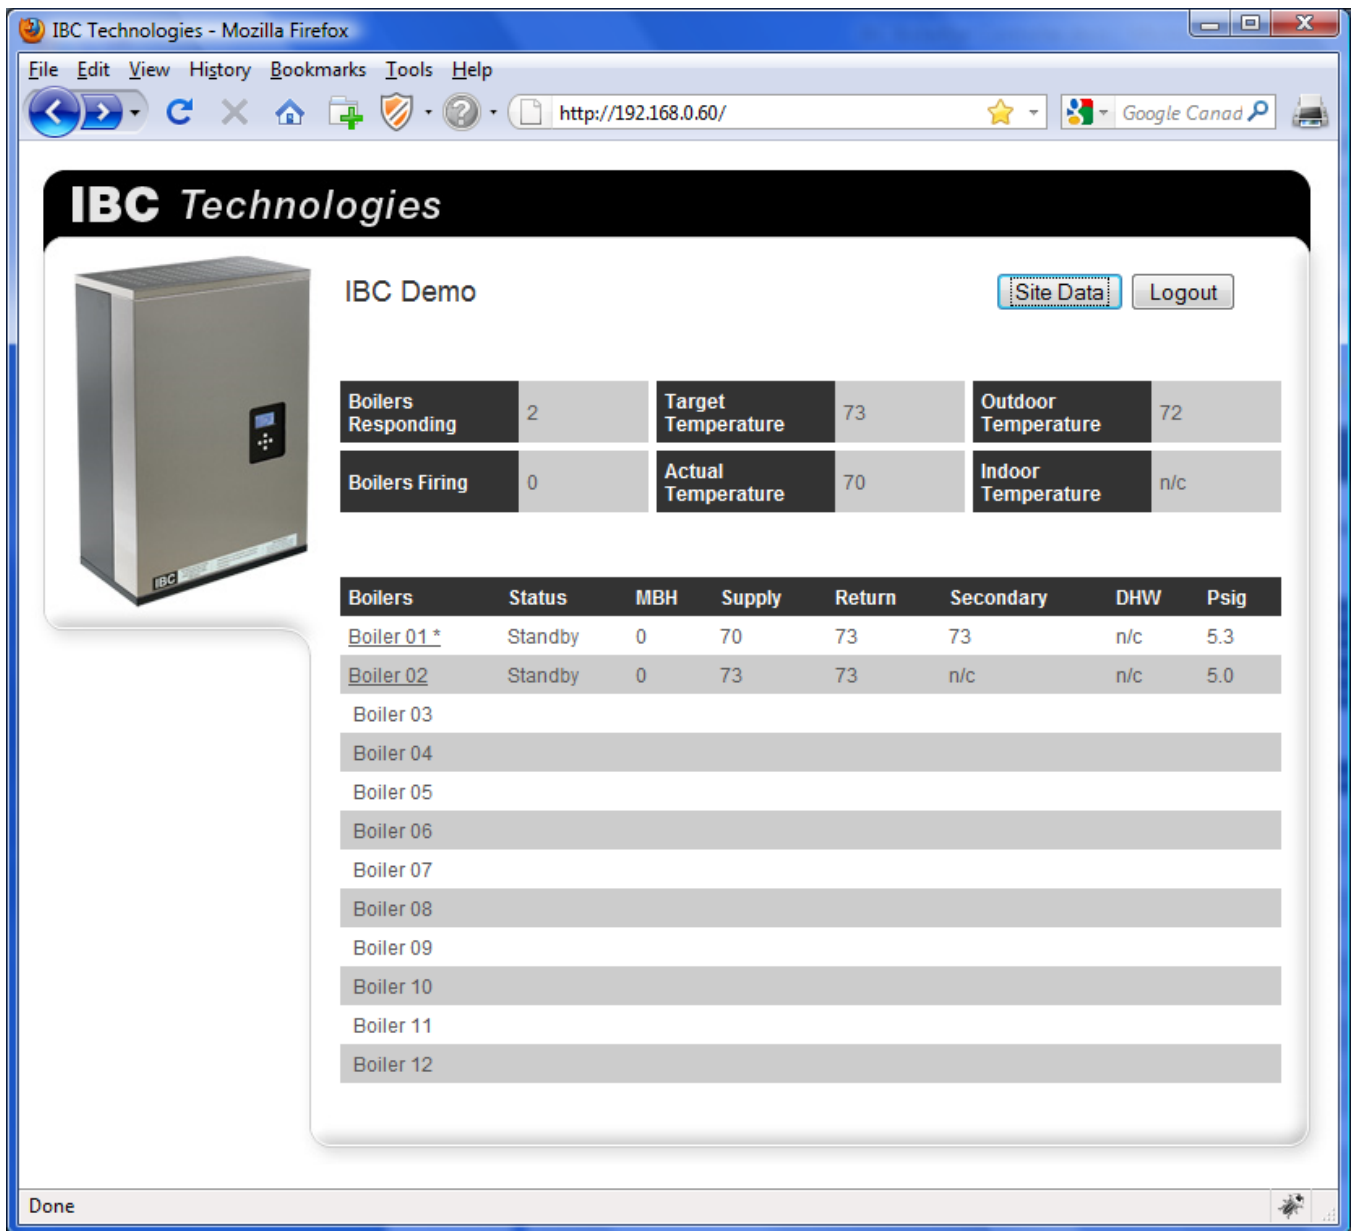 IBC Technologies - Mozilla Firefox
File Edit View History Bookmarks Tools Help
http://192.168.0.60/ Google Canad
IBC Technologies
IBC Demo Site Data Logout
Boilers Responding 2 Target Temperature 73 Outdoor Temperature 72
Boilers Firing 0 Actual Temperature 70 Indoor Temperature n/c
IBC
Boilers Status MBH Supply Return Secondary DHW Psig
Boiler 01 * Standby 0 70 73 73 n/c 5.3
Boiler 02 Standby 0 73 73 n/c n/c 5.0
Boiler 03
Boiler 04
Boiler 05
Boiler 06
Boiler 07
Boiler 08
Boiler 09
Boiler 10
Boiler 11
Boiler 12
Done